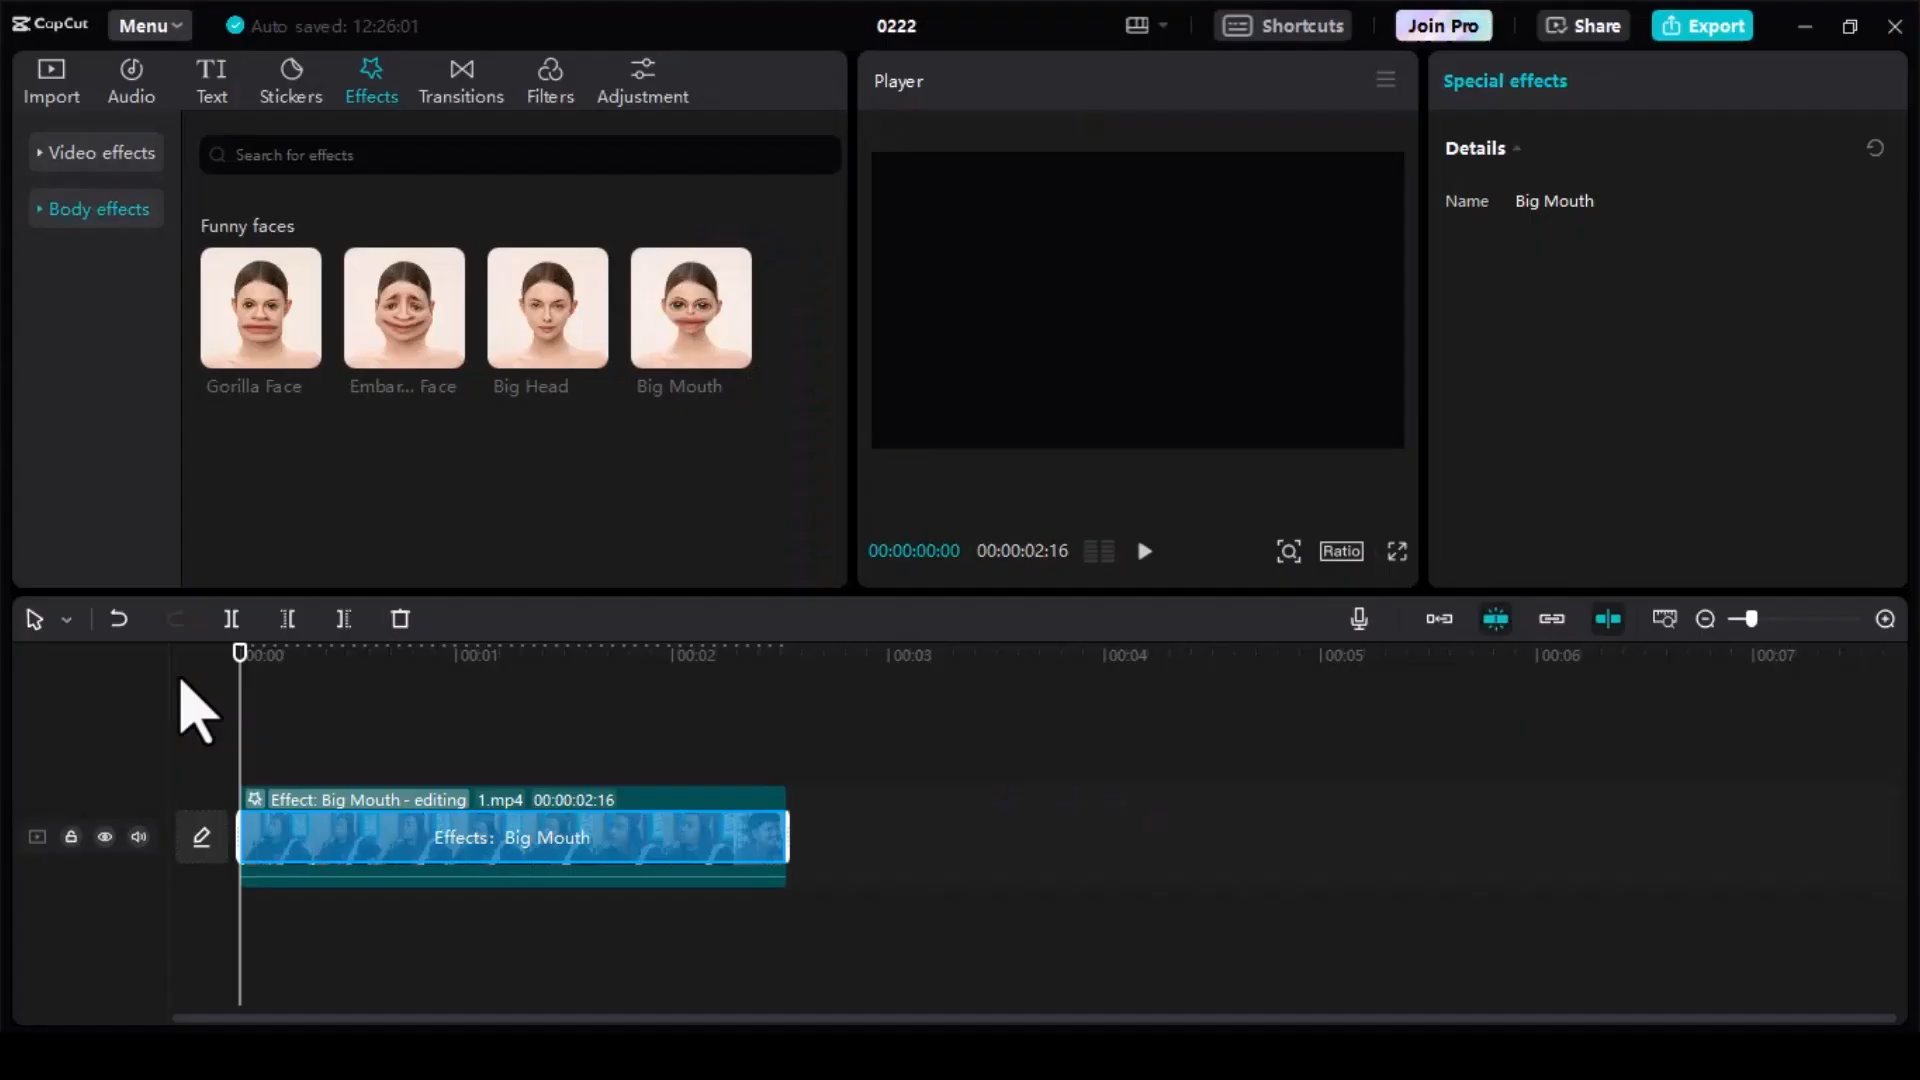 CapCut
Menu
Auto saved: 12:26:01
0222
Shortcuts
Join Pro
Share
Export
Import
Audio
TI
Text
Stickers
Effects
Transitions
Filters
Adjustment
Player
Special effects
Video effects
Body effects
Search for effects
Details
Name Big Mouth
Funny faces
Gorilla Face
Embar... Face
Big Head
Big Mouth
00:00:00:00 00:00:02:16
Ratio
00:00
00:01
00:02
00:03
00:04
00:05
00:06
00:07
Effect: Big Mouth - editing 1.mp4 00:00:02:16
Effects: Big Mouth